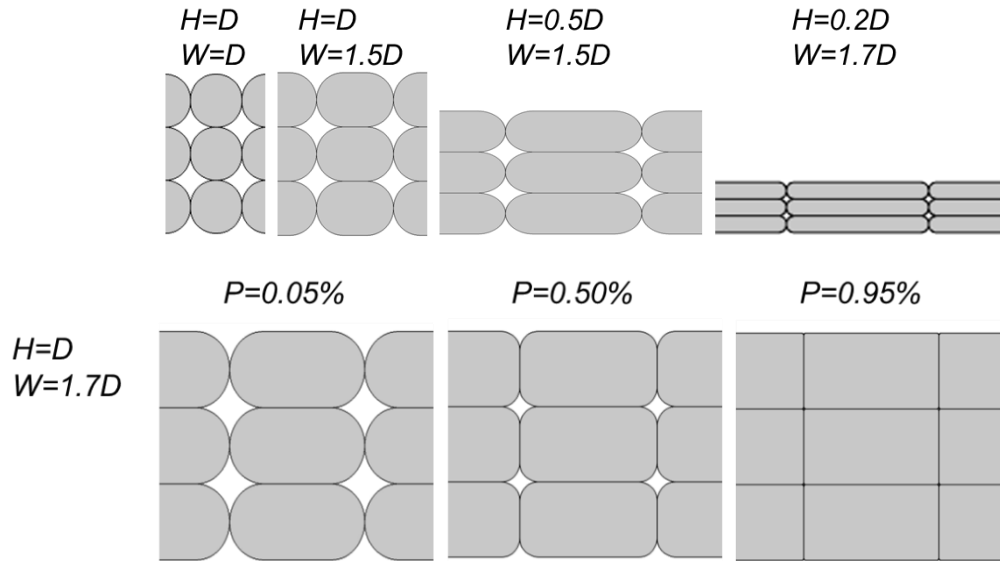 H=D
W=D
H=D
W=1.5D
H=0.5D
W=1.5D
H=0.2D
W=1.7D
P=0.05%
P=0.50%
P=0.95%
H=D
W=1.7D